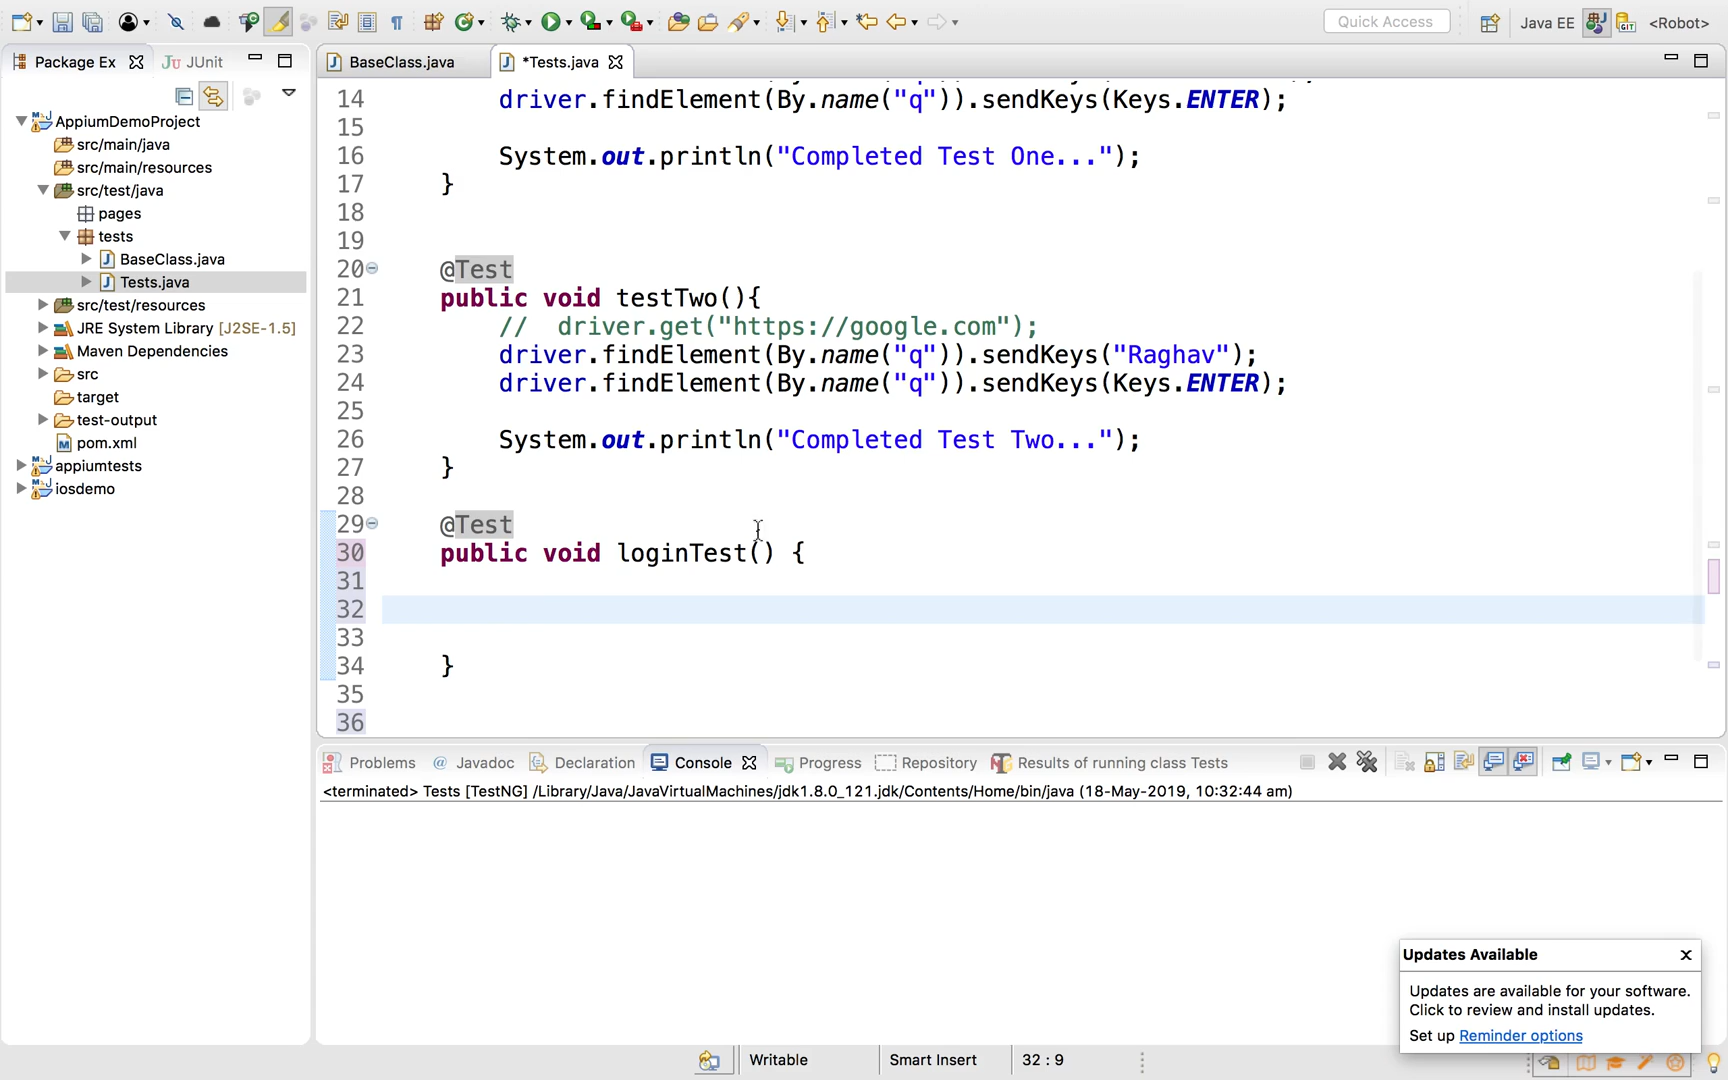 Quick Access
Java EE
<Robot>
Package Ex
JUnit
BaseClass.java
*Tests.java
AppiumDemoProject
src/main/java
src/main/resources
src/test/java
pages
tests
BaseClass.java
Tests.java
src/test/resources
JRE System Library [J2SE-1.5]
Maven Dependencies
src
target
test-output
pom.xml
appiumtests
iosdemo
14 driver.findElement(By.name("q")).sendKeys(Keys.ENTER);
15
16 System.out.println("Completed Test One...");
17 }
18
19
20 @Test
21 public void testTwo(){
22 // driver.get("https://google.com");
23 driver.findElement(By.name("q")).sendKeys("Raghav");
24 driver.findElement(By.name("q")).sendKeys(Keys.ENTER);
25
26 System.out.println("Completed Test Two...");
27 }
28
29 @Test
30 public void loginTest() {
31
32
33
34 }
35
36
Problems @ Javadoc Declaration Console Progress Repository Results of running class Tests
<terminated> Tests [TestNG] /Library/Java/JavaVirtualMachines/jdk1.8.0_121.jdk/Contents/Home/bin/java (18-May-2019, 10:32:44 am)
Updates Available
Updates are available for your software.
Click to review and install updates.
Set up Reminder options
Writable
Smart Insert
32 : 9